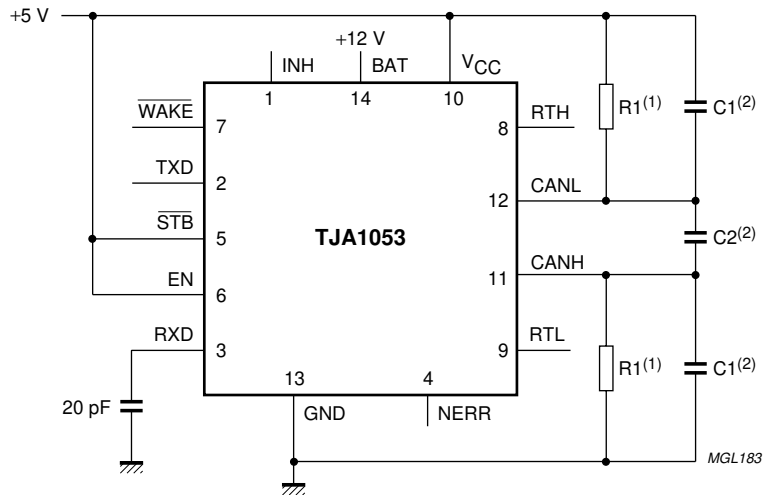 +5 V
+12 V
INH
BAT
VCC
1
14
10
WAKE
7
8
RTH
R1(1)
C1(2)
TXD
2
12
CANL
STB
5
TJA1053
C2(2)
EN
6
11
CANH
RXD
3
9
RTL
R1(1)
C1(2)
20 pF
13
4
GND
NERR
MGL183